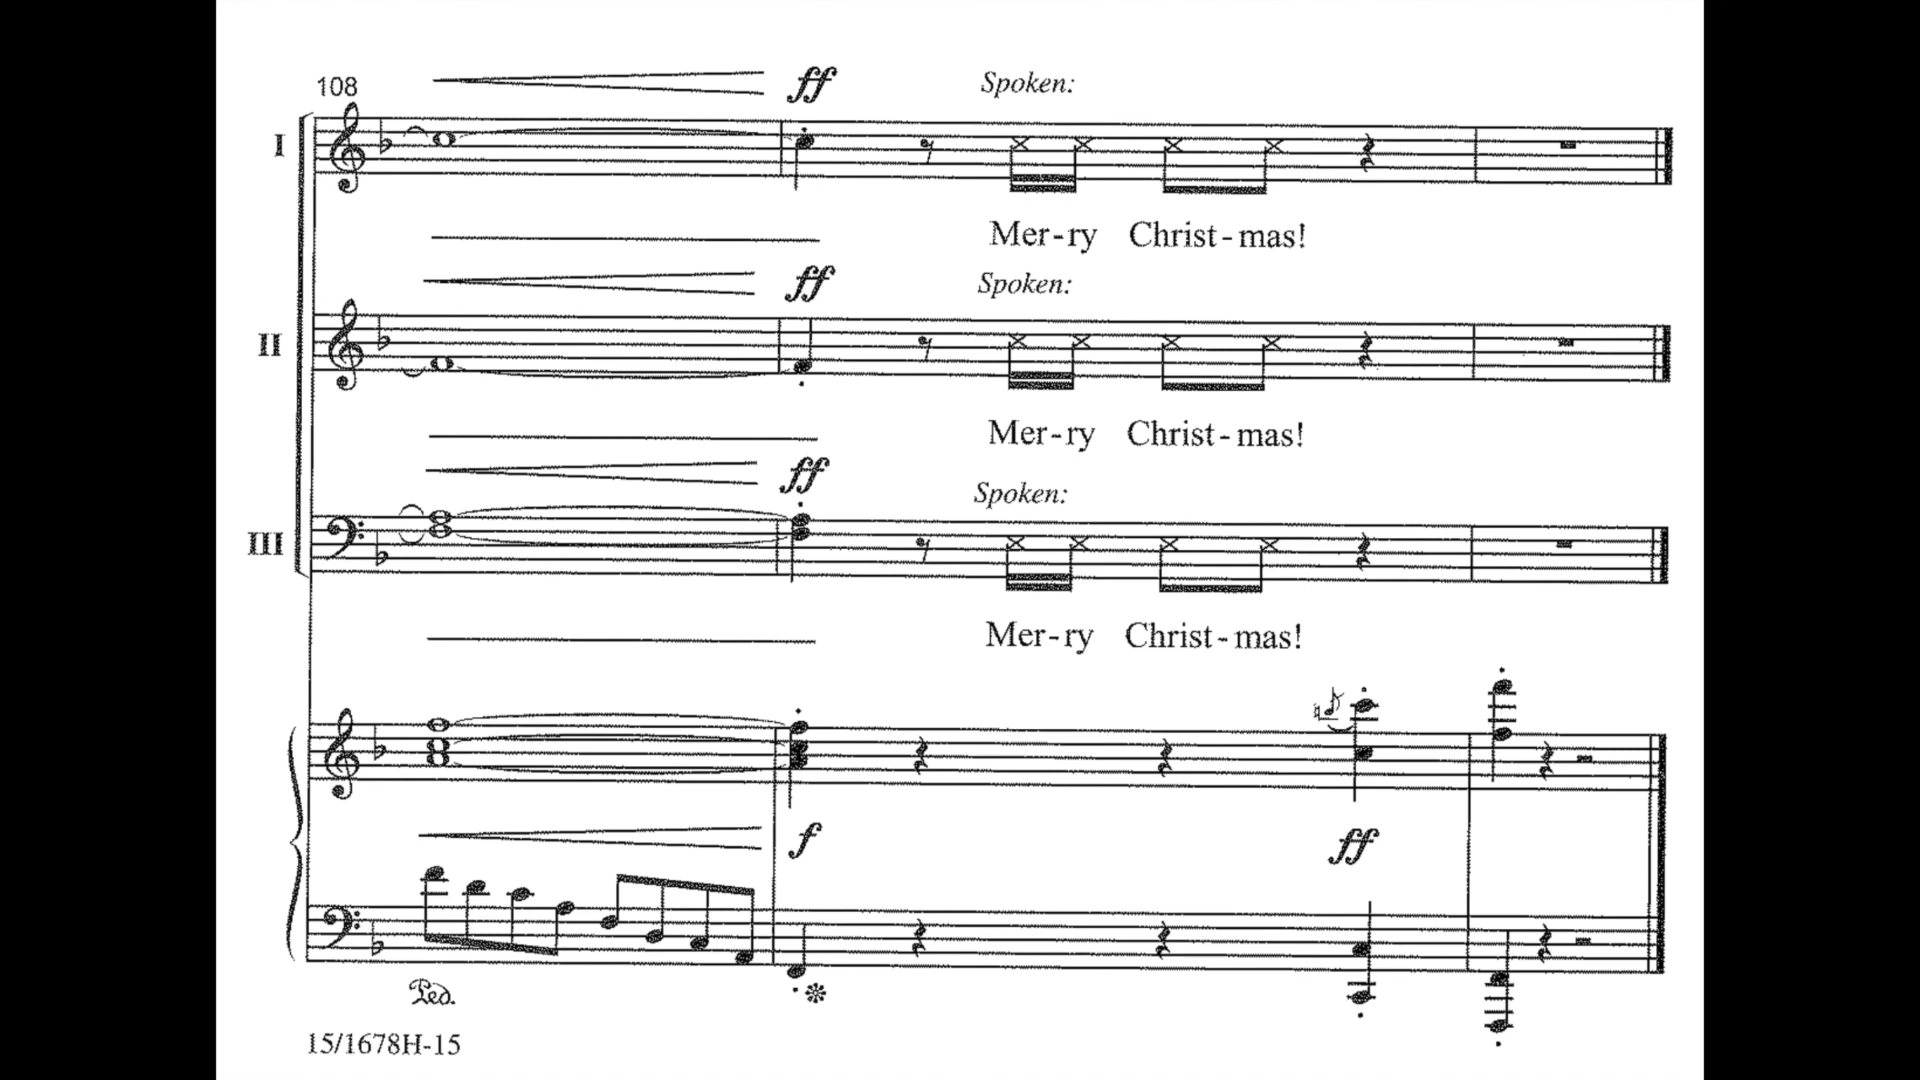 108
ff
Spoken:
I
Mer-ry Christ-mas!
ff
Spoken:
II
Mer-ry Christ-mas!
ff
Spoken:
III
Mer-ry Christ-mas!
f
ff
Ped.
15/1678H-15